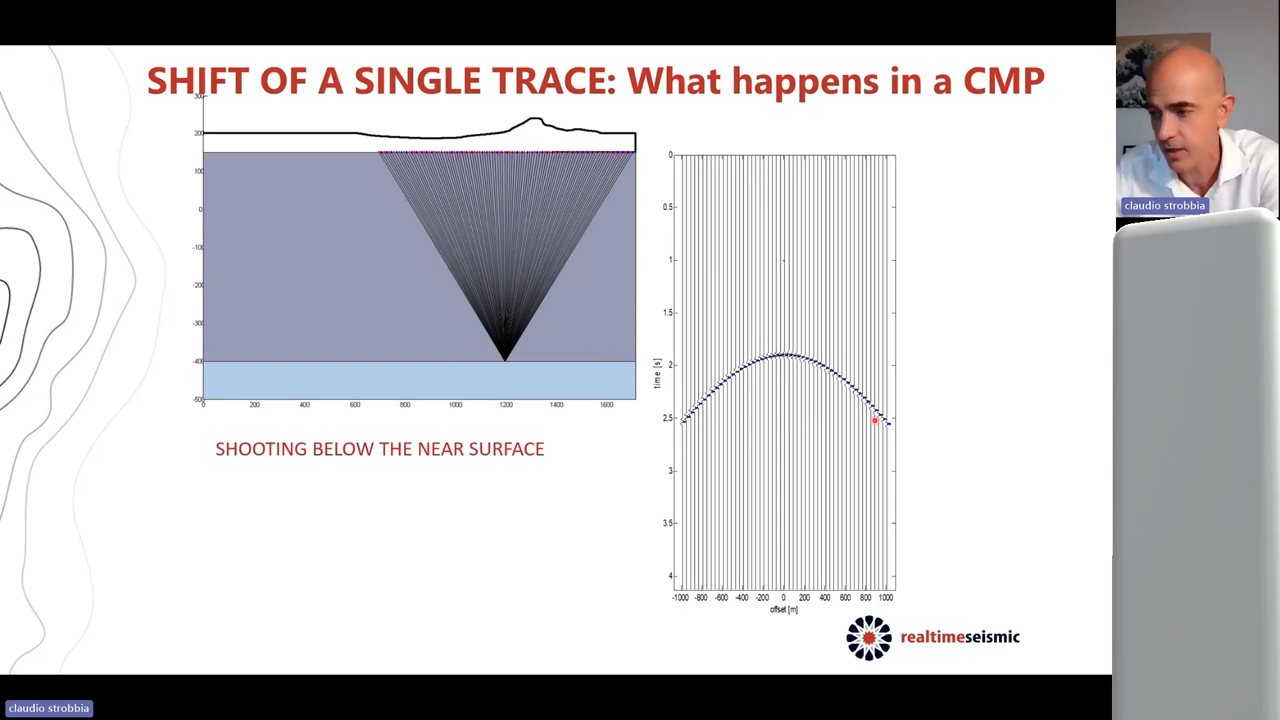 SHIFT OF A SINGLE TRACE: What happens in a CMP
200
100
0
-100
-200
-300
-400
-500
0 200 400 600 800 1000 1200 1400 1600
SHOOTING BELOW THE NEAR SURFACE
0
0.5
1
1.5
2
2.5
3
3.5
4
time [s]
-1000 -800 -600 -400 -200 0 200 400 600 800 1000
offset [m]
realtimeseismic
claudio strobbia
claudio strobbia